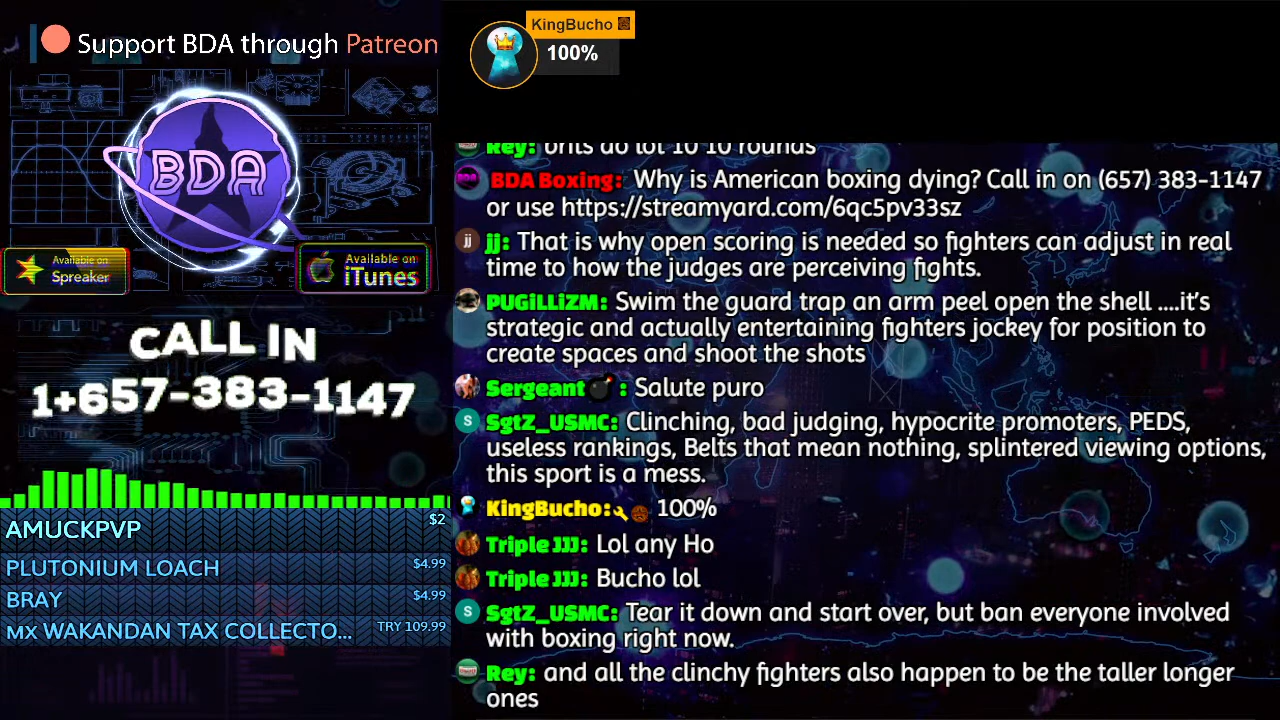 Support BDA through Patreon
BDA
Available on
Spreaker
Available on
iTunes
CALL IN
1+657-383-1147
AMUCKPVP $2
PLUTONIUM LOACH $4.99
BRAY $4.99
MX WAKANDAN TAX COLLECTO... TRY 109.99
KingBucho
100%
Rey: brits do lot 10 10 rounds
BDA Boxing: Why is American boxing dying? Call in on (657) 383-1147
or use https://streamyard.com/6qc5pv33sz
jj: That is why open scoring is needed so fighters can adjust in real
time to how the judges are perceiving fights.
PUGiLLiZM: Swim the guard trap an arm peel open the shell ....it's
strategic and actually entertaining fighters jockey for position to
create spaces and shoot the shots
Sergeant💣: Salute puro
SgtZ_USMC: Clinching, bad judging, hypocrite promoters, PEDS,
useless rankings, Belts that mean nothing, splintered viewing options,
this sport is a mess.
KingBucho: 100%
Triple JJJ: Lol any Ho
Triple JJJ: Bucho lol
SgtZ_USMC: Tear it down and start over, but ban everyone involved
with boxing right now.
Rey: and all the clinchy fighters also happen to be the taller longer
ones